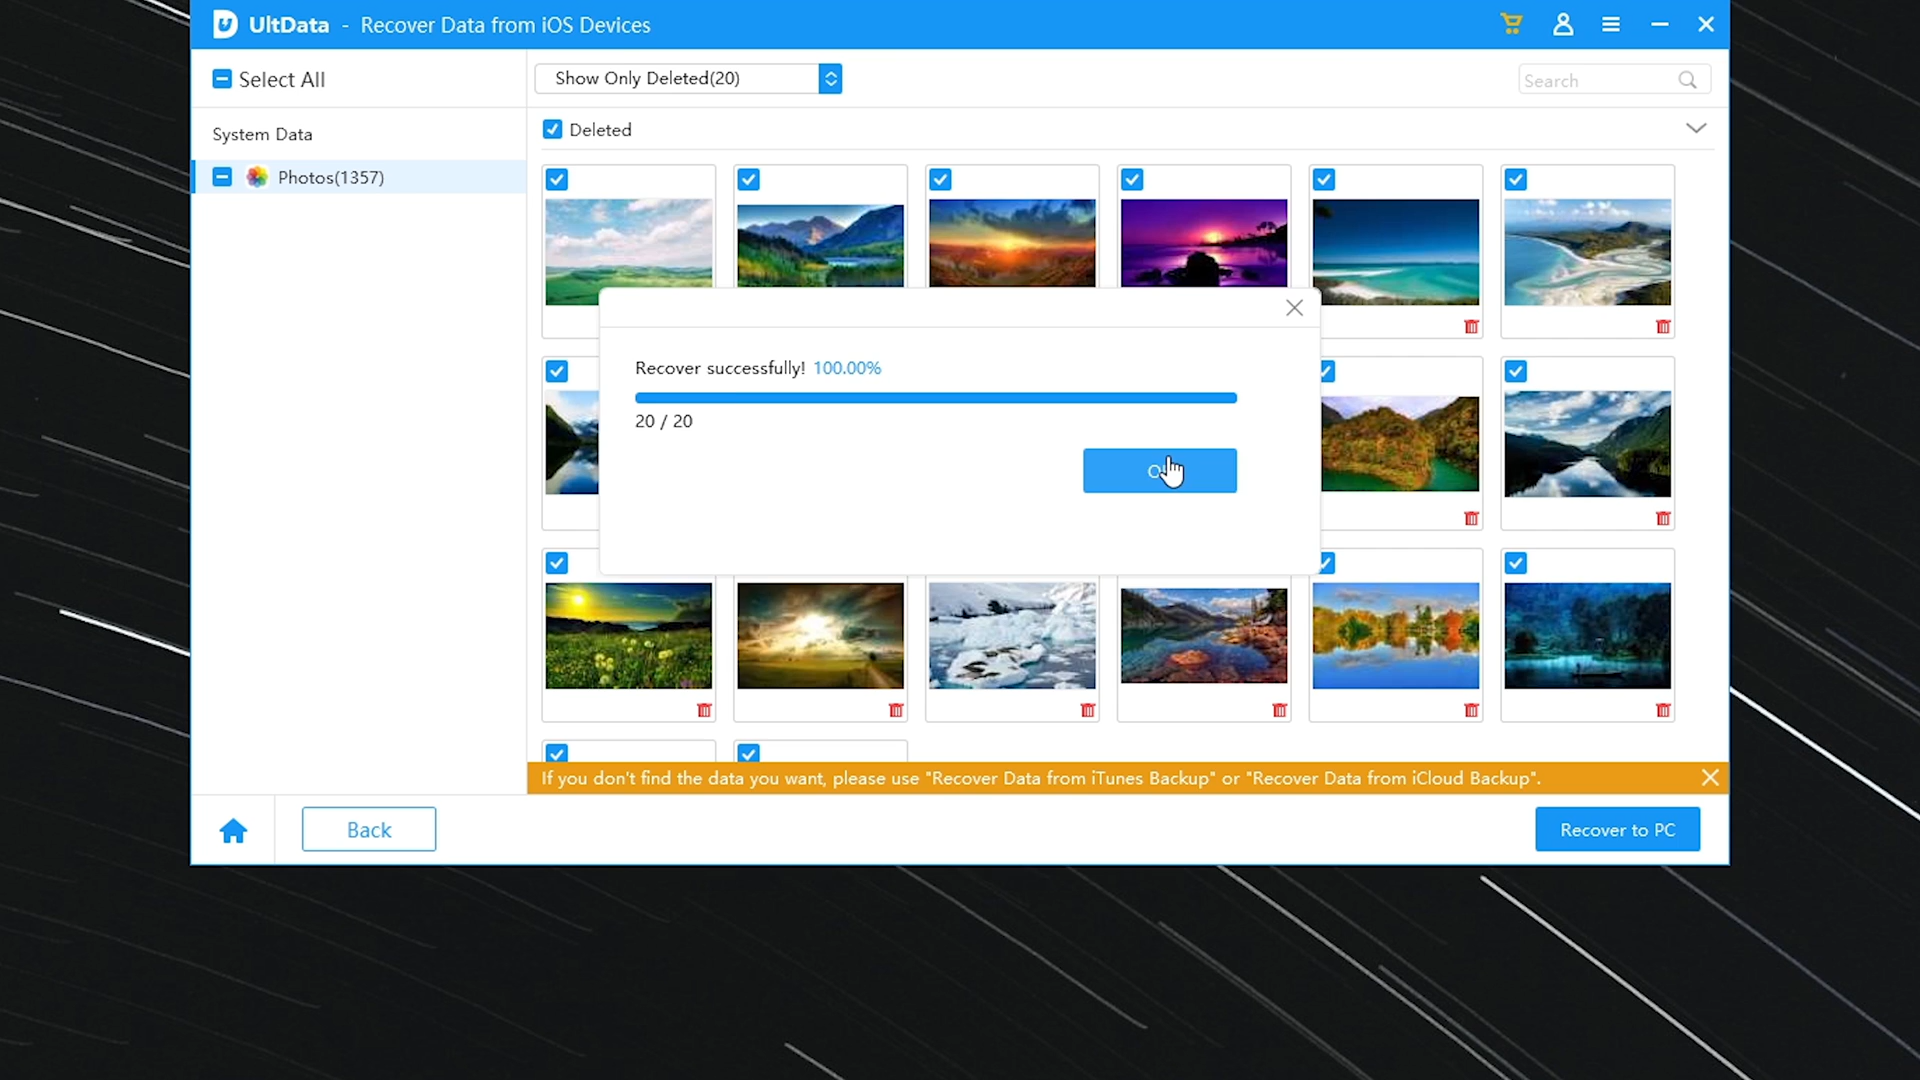 UltData - Recover Data from iOS Devices
Select All
Show Only Deleted(20)
Search
System Data
Deleted
Photos(1357)
Recover successfully! 100.00%
20 / 20
If you don't find the data you want, please use "Recover Data from iTunes Backup" or "Recover Data from iCloud Backup".
Back
Recover to PC